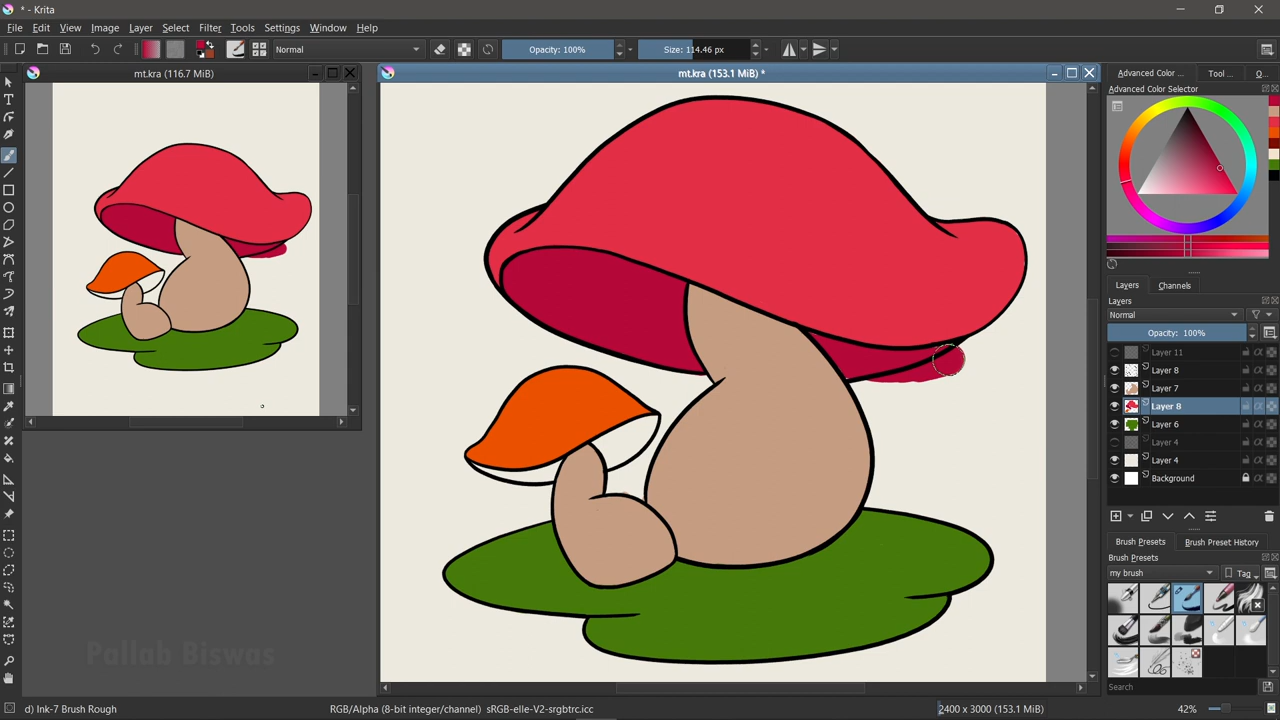 * - Krita
File Edit View Image Layer Select Filter Tools Settings Window Help
Normal Opacity: 100% Size: 114.46 px
mt.kra (116.7 MiB)
mt.kra (153.1 MiB) *
Advanced Color ... Tool ... O...
Advanced Color Selector
Layers Channels
Layers
Normal
Opacity: 100%
Layer 11
Layer 8
Layer 7
Layer 8
Layer 6
Layer 4
Layer 4
Background
Brush Presets Brush Preset History
Brush Presets
my brush Tag
Search
Pallab Biswas
d) Ink-7 Brush Rough RGB/Alpha (8-bit integer/channel) sRGB-elle-V2-srgbtrc.icc 2400 x 3000 (153.1 MiB) 42%